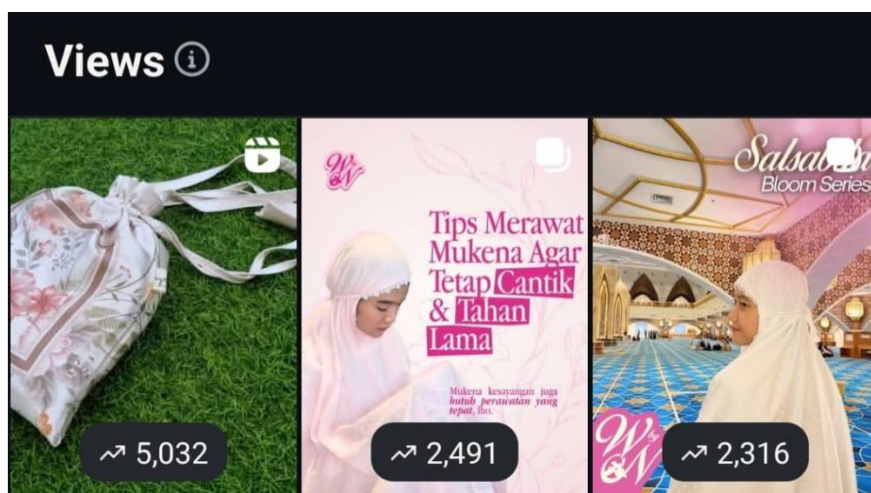 Views
Salsabila
Bloom Series
W&N
Tips Merawat
Mukena Agar
Tetap Cantik
& Tahan
Lama
Mukena kesayangan juga
butuh perawatan yang
tepat, lho.
5,032
2,491
2,316